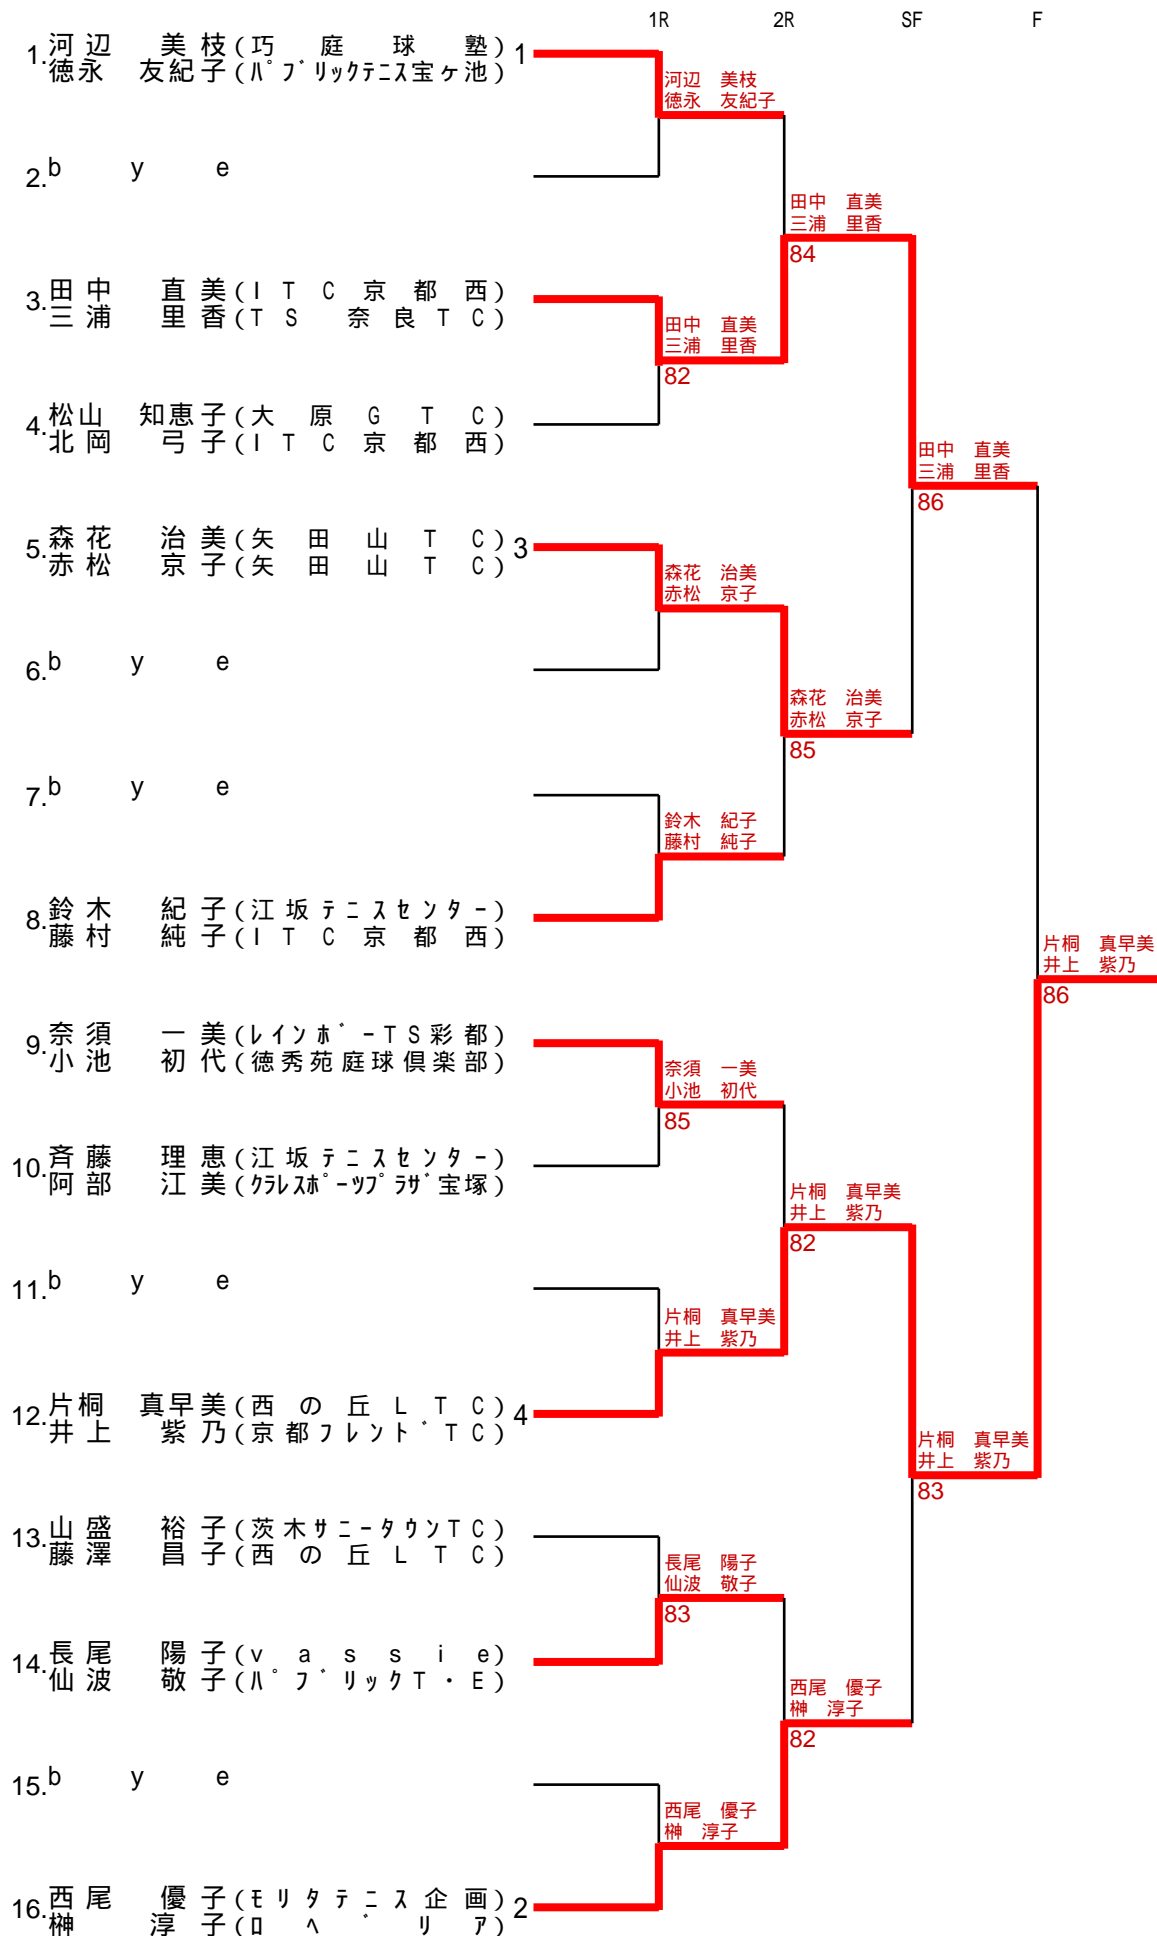 1R 2R SF F
1. 河辺 美枝(巧庭球塾) 1
徳永 友紀子(パブリックテニス宝ヶ池)
河辺 美枝
徳永 友紀子
2. bye
田中 直美
三浦 里香
84
3. 田中 直美(ITC京都西)
三浦 里香(TS奈良TC)
田中 直美
三浦 里香
82
4. 松山 知恵子(大原GTC)
北岡 弓子(ITC京都西)
田中 直美
三浦 里香
86
5. 森花 治美(矢田山TC) 3
赤松 京子(矢田山TC)
森花 治美
赤松 京子
6. bye
森花 治美
赤松 京子
85
7. bye
鈴木 紀子
藤村 純子
8. 鈴木 紀子(江坂テニスセンター)
藤村 純子(ITC京都西)
片桐 真早美
井上 紫乃
86
9. 奈須 一美(レインボーTS彩都)
小池 初代(徳秀苑庭球倶楽部)
奈須 一美
小池 初代
85
10. 斉藤 理恵(江坂テニスセンター)
阿部 江美(クラレスポーツプラザ宝塚)
片桐 真早美
井上 紫乃
82
11. bye
片桐 真早美
井上 紫乃
12. 片桐 真早美(西の丘LTC) 4
井上 紫乃(京都フレンドTC)
片桐 真早美
井上 紫乃
83
13. 山盛 裕子(茨木サニータウンTC)
藤澤 昌子(西の丘LTC)
長尾 陽子
仙波 敬子
83
14. 長尾 陽子(vassie)
仙波 敬子(パブリックT・E)
西尾 優子
榊 淳子
82
15. bye
西尾 優子
榊 淳子
16. 西尾 優子(モリタテニス企画) 2
榊 淳子(ロベリア)